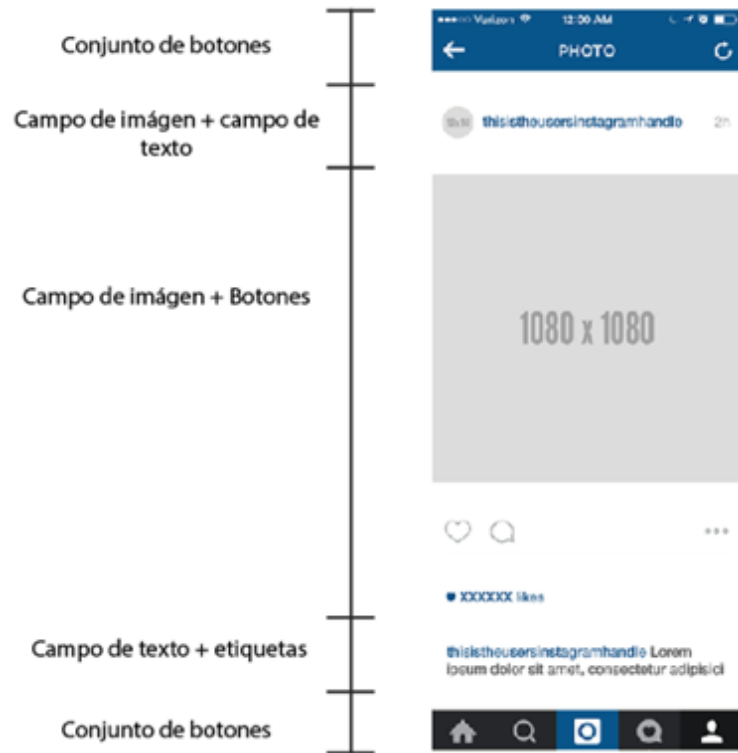 Conjunto de botones
Campo de imágen + campo de
texto
Campo de imágen + Botones
Campo de texto + etiquetas
Conjunto de botones
Verizon 12:00 AM
PHOTO
thisistheusersinstagramhandle 2h
1080 x 1080
XXXXXX likes
thisistheusersinstagramhandle Lorem
ipsum dolor sit amet, consectetur adipisici